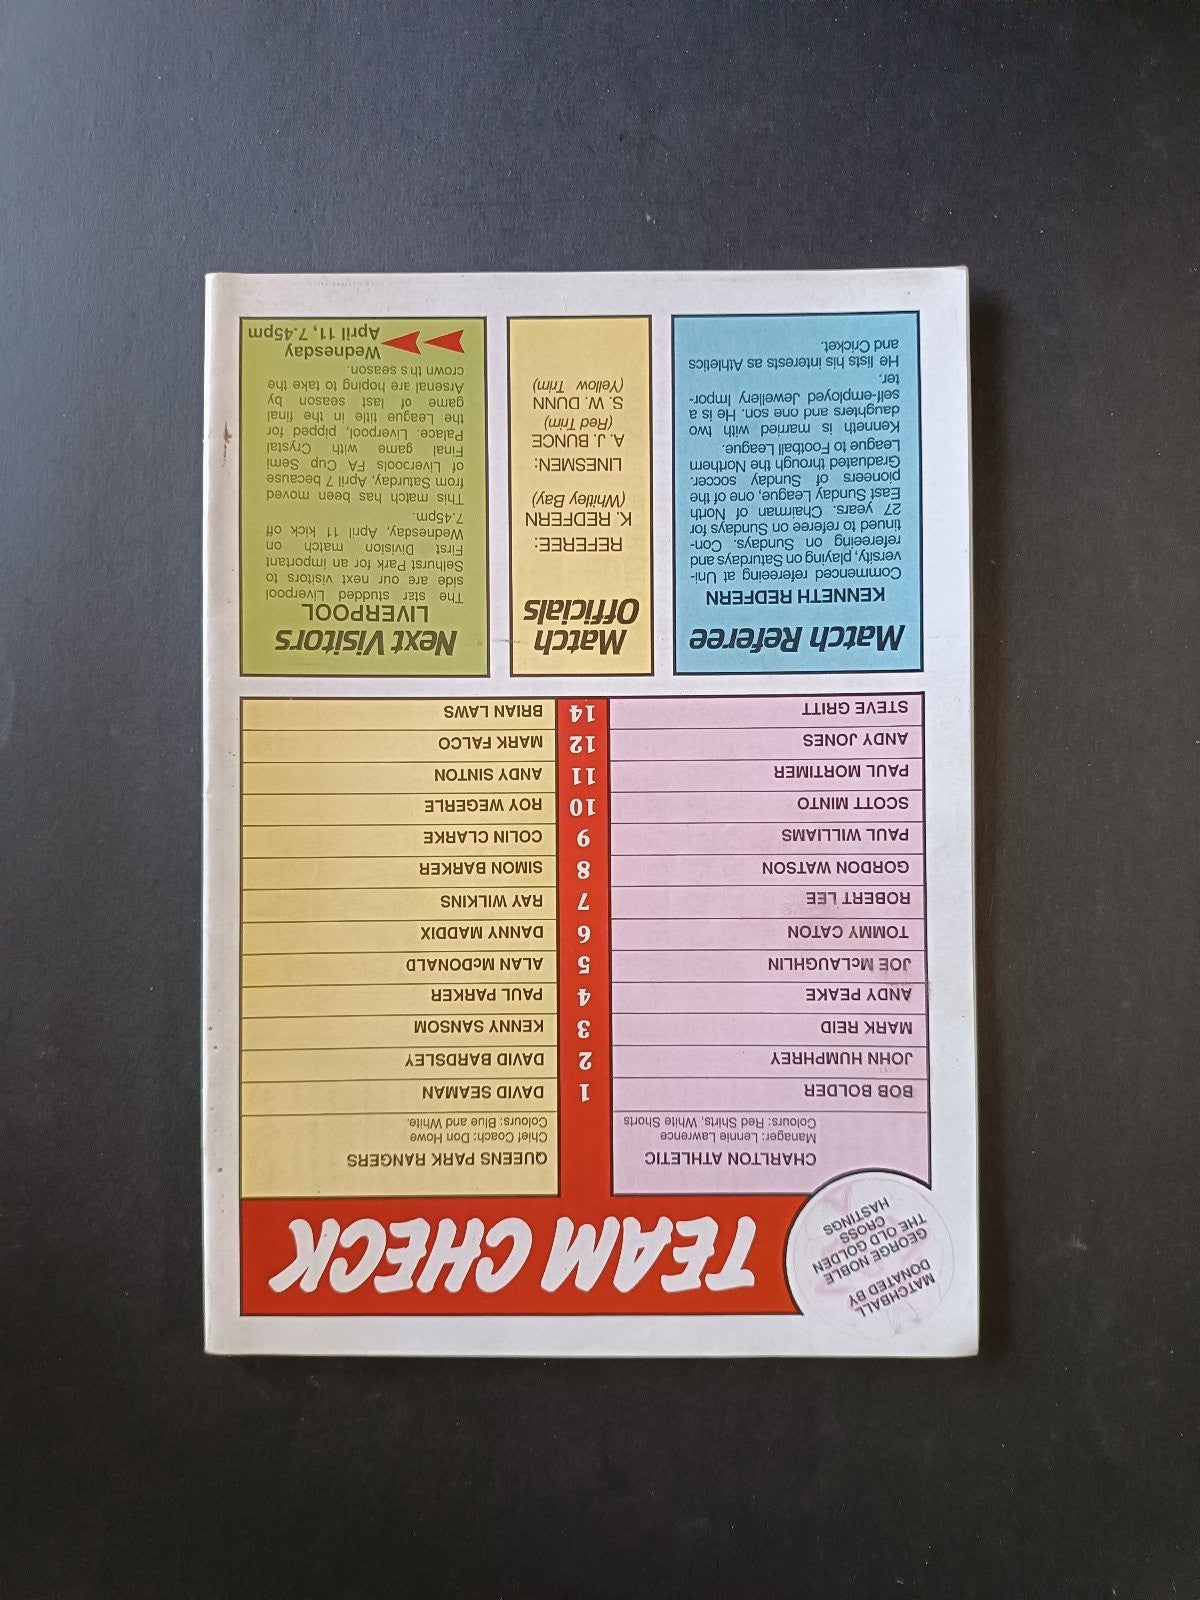 MATCHBALL
DONATED BY
GEORGE NOBLE
THE OLD GOLDEN
CROSS
HASTINGS
TEAM CHECK
CHARLTON ATHLETIC
Manager: Lennie Lawrence
Colours: Red Shirts, White Shorts
QUEENS PARK RANGERS
Chief Coach: Don Howe
Colours: Blue and White.
BOB BOLDER 1 DAVID SEAMAN
JOHN HUMPHREY 2 DAVID BARDSLEY
MARK REID 3 KENNY SANSOM
ANDY PEAKE 4 PAUL PARKER
JOE McLAUGHLIN 5 ALAN McDONALD
TOMMY CATON 6 DANNY MADDIX
ROBERT LEE 7 RAY WILKINS
GORDON WATSON 8 SIMON BARKER
PAUL WILLIAMS 9 COLIN CLARKE
SCOTT MINTO 10 ROY WEGERLE
PAUL MORTIMER 11 ANDY SINTON
ANDY JONES 12 MARK FALCO
STEVE GRITT 14 BRIAN LAWS
Match Referee
KENNETH REDFERN
Commenced refereeing at Uni-
versity, playing on Saturdays and
refereeing on Sundays. Con-
tinued to referee on Sundays for
27 years. Chairman of North
East Sunday League, one of the
pioneers of Sunday soccer.
Graduated through the Northern
League to Football League.
Kenneth is married with two
daughters and one son. He is a
self-employed Jewellery Impor-
ter.
He lists his interests as Athletics
and Cricket.
Match
Officials
REFEREE:
K. REDFERN
(Whitley Bay)
LINESMEN:
A. J. BUNCE
(Red Trim)
S. W. DUNN
(Yellow Trim)
Next Visitors
LIVERPOOL
The star studded Liverpool
side are our next visitors to
Selhurst Park for an important
First Division match on
Wednesday, April 11 kick off
7.45pm.
This match has been moved
from Saturday, April 7 because
of Livercols FA Cup Semi
Final game with Crystal
Palace. Liverpool, pipped for
the League title in the final
game of last season by
Arsenal are hoping to take the
crown th s season.
Wednesday
April 11, 7.45pm